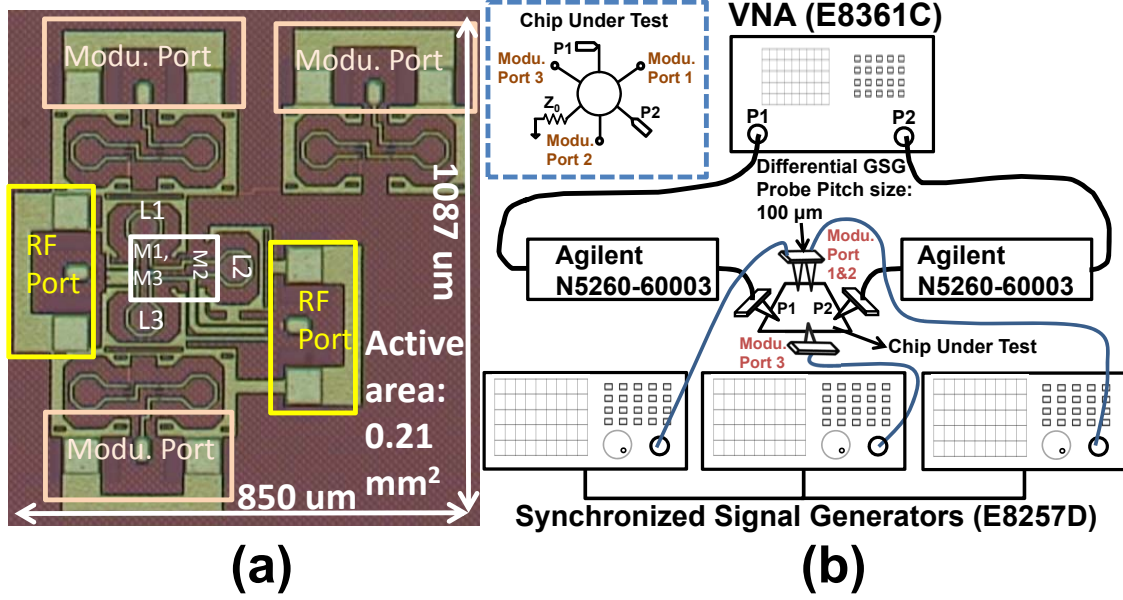 Modu. Port
Modu. Port
1087 um
L1
RF
Port
M1,
M3
M2
L2
L3
RF
Port
Active
area:
0.21
mm²
Modu. Port
850 um
(a)
Chip Under Test
P1
Modu.
Port 3
Modu.
Port 1
Z₀
P2
Modu.
Port 2
VNA (E8361C)
P1
P2
Differential GSG
Probe Pitch size:
100 µm
Modu.
Port
1&2
Agilent
N5260-60003
Agilent
N5260-60003
P1
P2
Modu.
Port 3
Chip Under Test
Synchronized Signal Generators (E8257D)
(b)